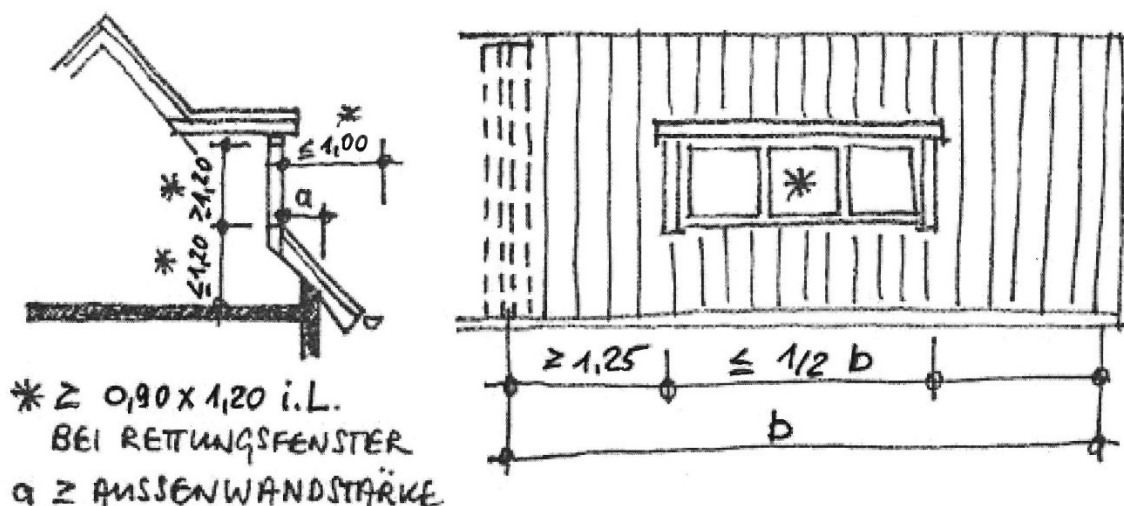 *
≤ 1,00
* ≥1,20
a
* ≤1,20
*
≥ 1,25
≤ 1/2 b
b
* ≥ 0,90 x 1,20 i.L.
BEI RETTUNGSFENSTER
a ≥ AUSSENWANDSTÄRKE